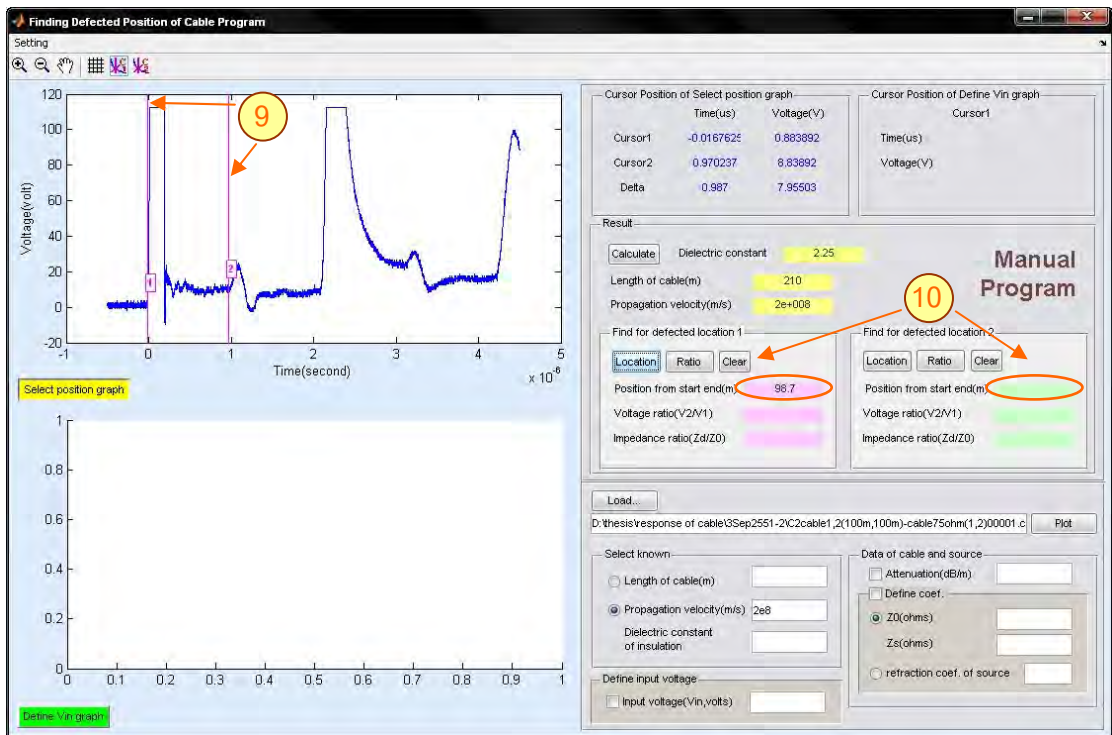 Finding Defected Position of Cable Program
Setting
120
100
80
60
40
20
0
-20
Voltage(volt)
-1
0
1
2
3
4
5
Time(second)
x 10⁻⁶
1
2
9
Select position graph
1
0.8
0.6
0.4
0.2
0
0
0.1
0.2
0.3
0.4
0.5
0.6
0.7
0.8
0.9
1
Define Vin graph
Cursor Position of Select position graph
Time(us) Voltage(V)
Cursor1 -0.0167625 0.883892
Cursor2 0.970237 8.83892
Delta 0.987 7.95503
Cursor Position of Define Vin graph
Cursor1
Time(us)
Voltage(V)
Result
Calculate Dielectric constant 2.25
Length of cable(m) 210
Propagation velocity(m/s) 2e+008
Manual
Program
10
Find for defected location 1
Location Ratio Clear
Position from start end(m) 98.7
Voltage ratio(V2/V1)
Impedance ratio(Zd/Z0)
Find for defected location 2
Location Ratio Clear
Position from start end(m)
Voltage ratio(V2/V1)
Impedance ratio(Zd/Z0)
Load...
D:\thesis\response of cable\3Sep2551-2\C2cable1,2(100m,100m)-cable75ohm(1,2)00001.c Plot
Select known
Length of cable(m)
Propagation velocity(m/s) 2e8
Dielectric constant
of insulation
Define input voltage
Input voltage(Vin,volts)
Data of cable and source
Attenuation(dB/m)
Define coef.
Z0(ohms)
Zs(ohms)
refraction coef. of source